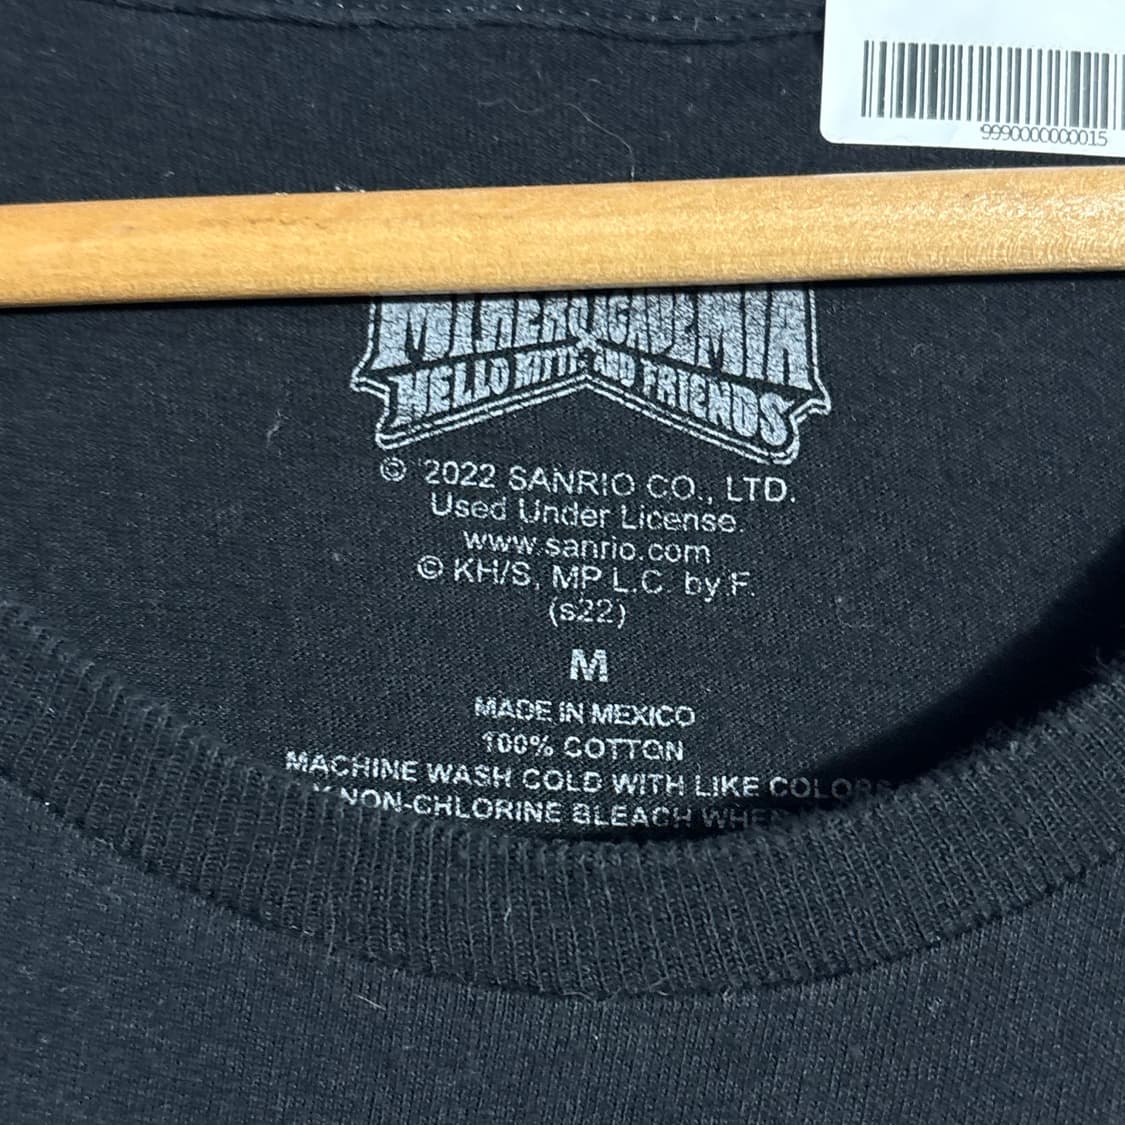 9990000000015
MY HERO ACADEMIA
HELLO KITTY AND FRIENDS
© 2022 SANRIO CO., LTD.
Used Under License.
www.sanrio.com
© KH/S, MP L.C. by F.
(s22)
M
MADE IN MEXICO
100% COTTON
MACHINE WASH COLD WITH LIKE COLORS
NON-CHLORINE BLEACH WHEN